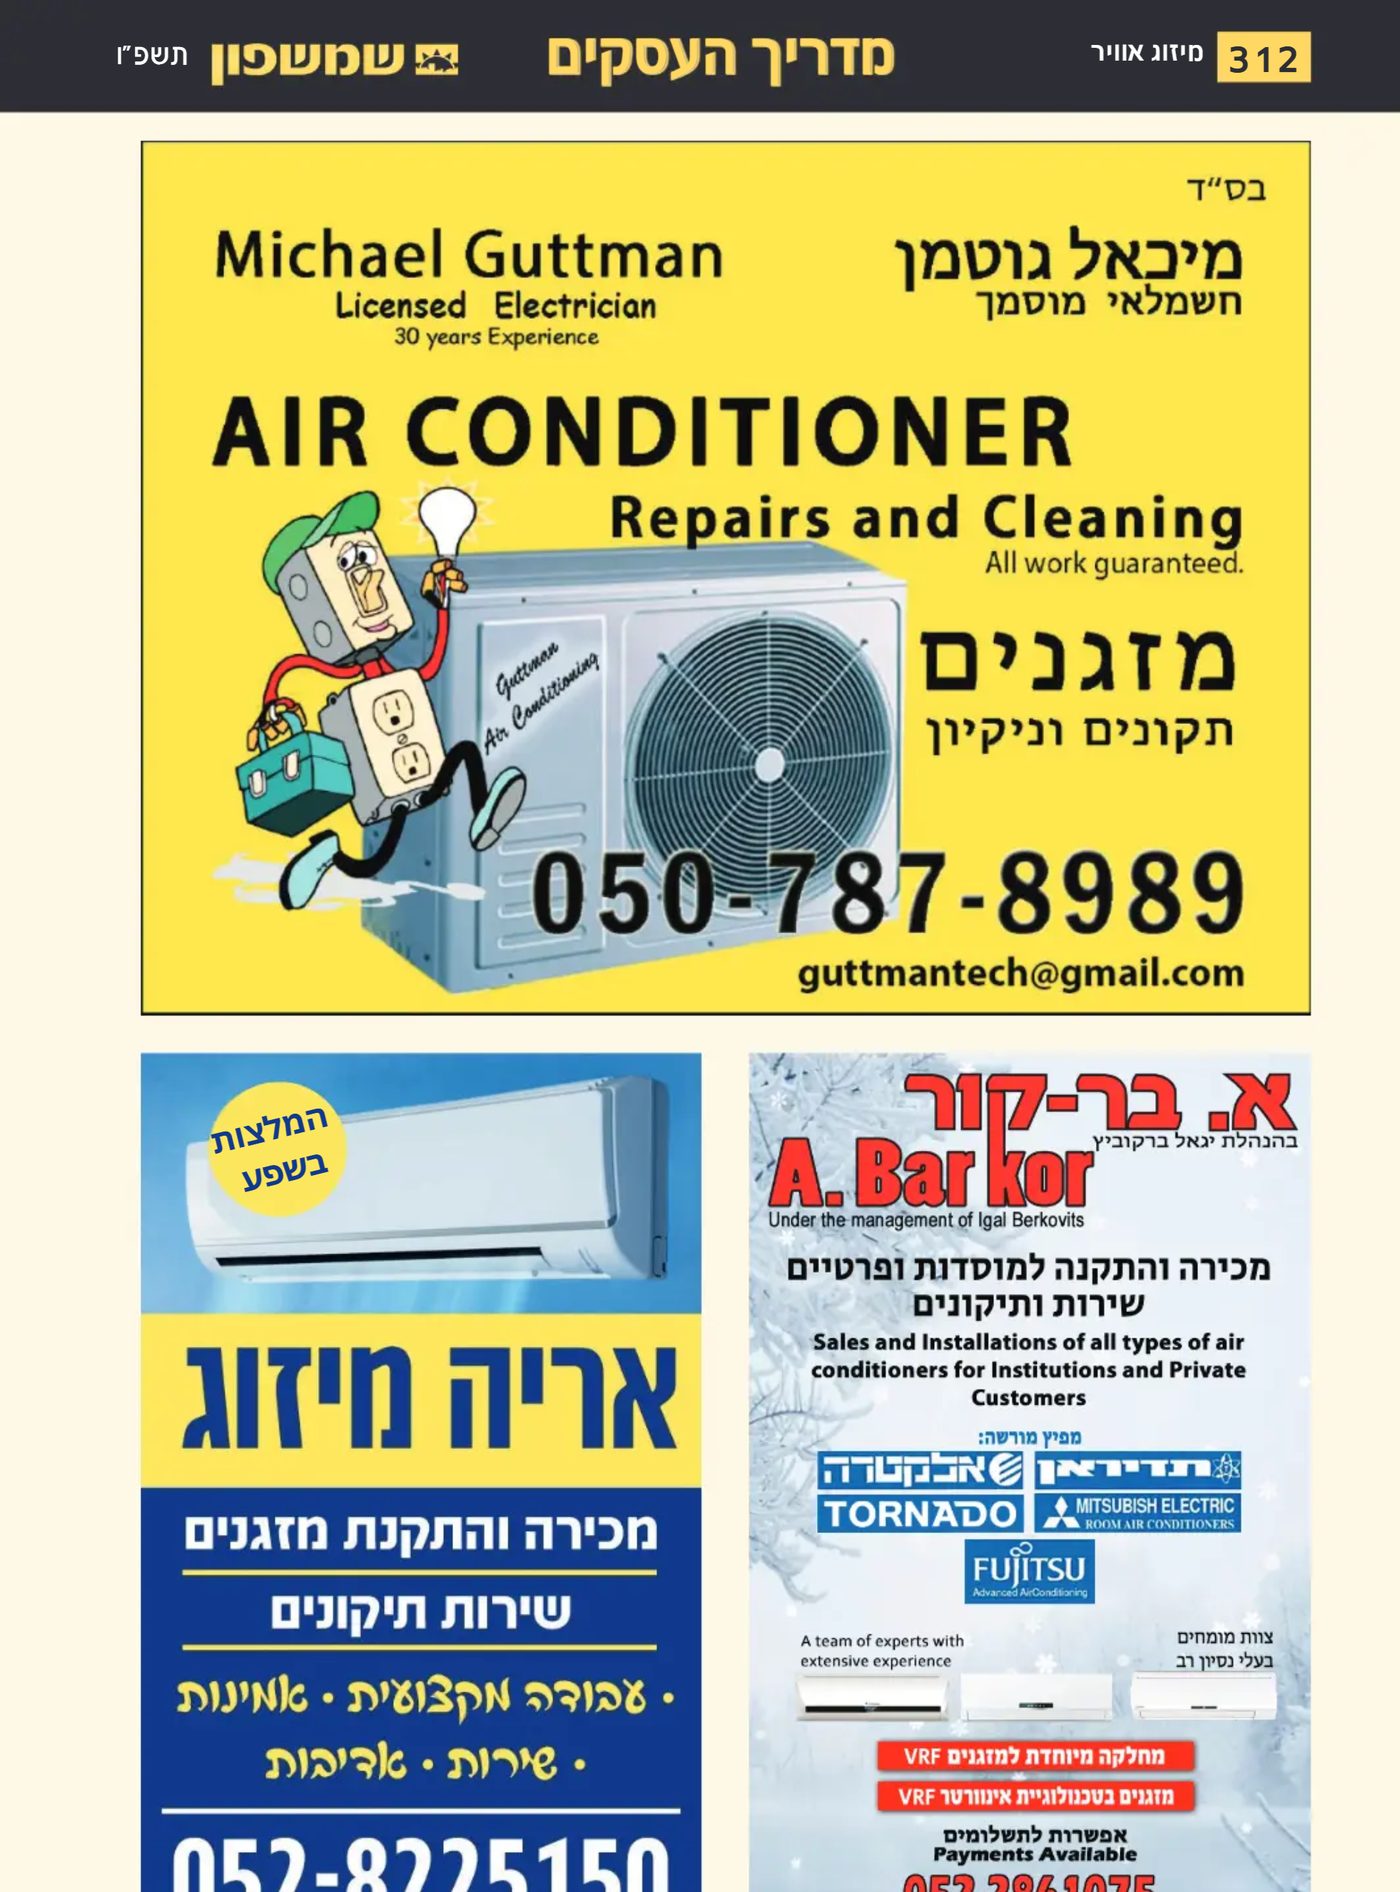 312 מיזוג אוויר
מדריך העסקים
שמשפון תשפ״ו
בס״ד
Michael Guttman
Licensed Electrician
30 years Experience
מיכאל גוטמן
חשמלאי מוסמך
AIR CONDITIONER
Repairs and Cleaning
All work guaranteed.
Guttman
Air Conditioning
מזגנים
תקונים וניקיון
050-787-8989
guttmantech@gmail.com
א. בר-קור
בהנהלת יגאל ברקוביץ
A. Bar kor
Under the management of Igal Berkovits
מכירה והתקנה למוסדות ופרטיים
שירות ותיקונים
Sales and Installations of all types of air
conditioners for Institutions and Private
Customers
מפיץ מורשה:
תדיראן
אלקטרה
TORNADO
MITSUBISH ELECTRIC
ROOM AIR CONDITIONERS
FUJITSU
Advanced AirConditioning
צוות מומחים
בעלי נסיון רב
A team of experts with
extensive experience
מחלקה מיוחדת למזגנים VRF
מזגנים בטכנולוגיית אינוורטר VRF
אפשרות לתשלומים
Payments Available
052 2861075
המלצות
בשפע
אריה מיזוג
מכירה והתקנת מזגנים
שירות תיקונים
• עבודה מקצועית • אמינות
• שירות • אדיבות
052-8225150